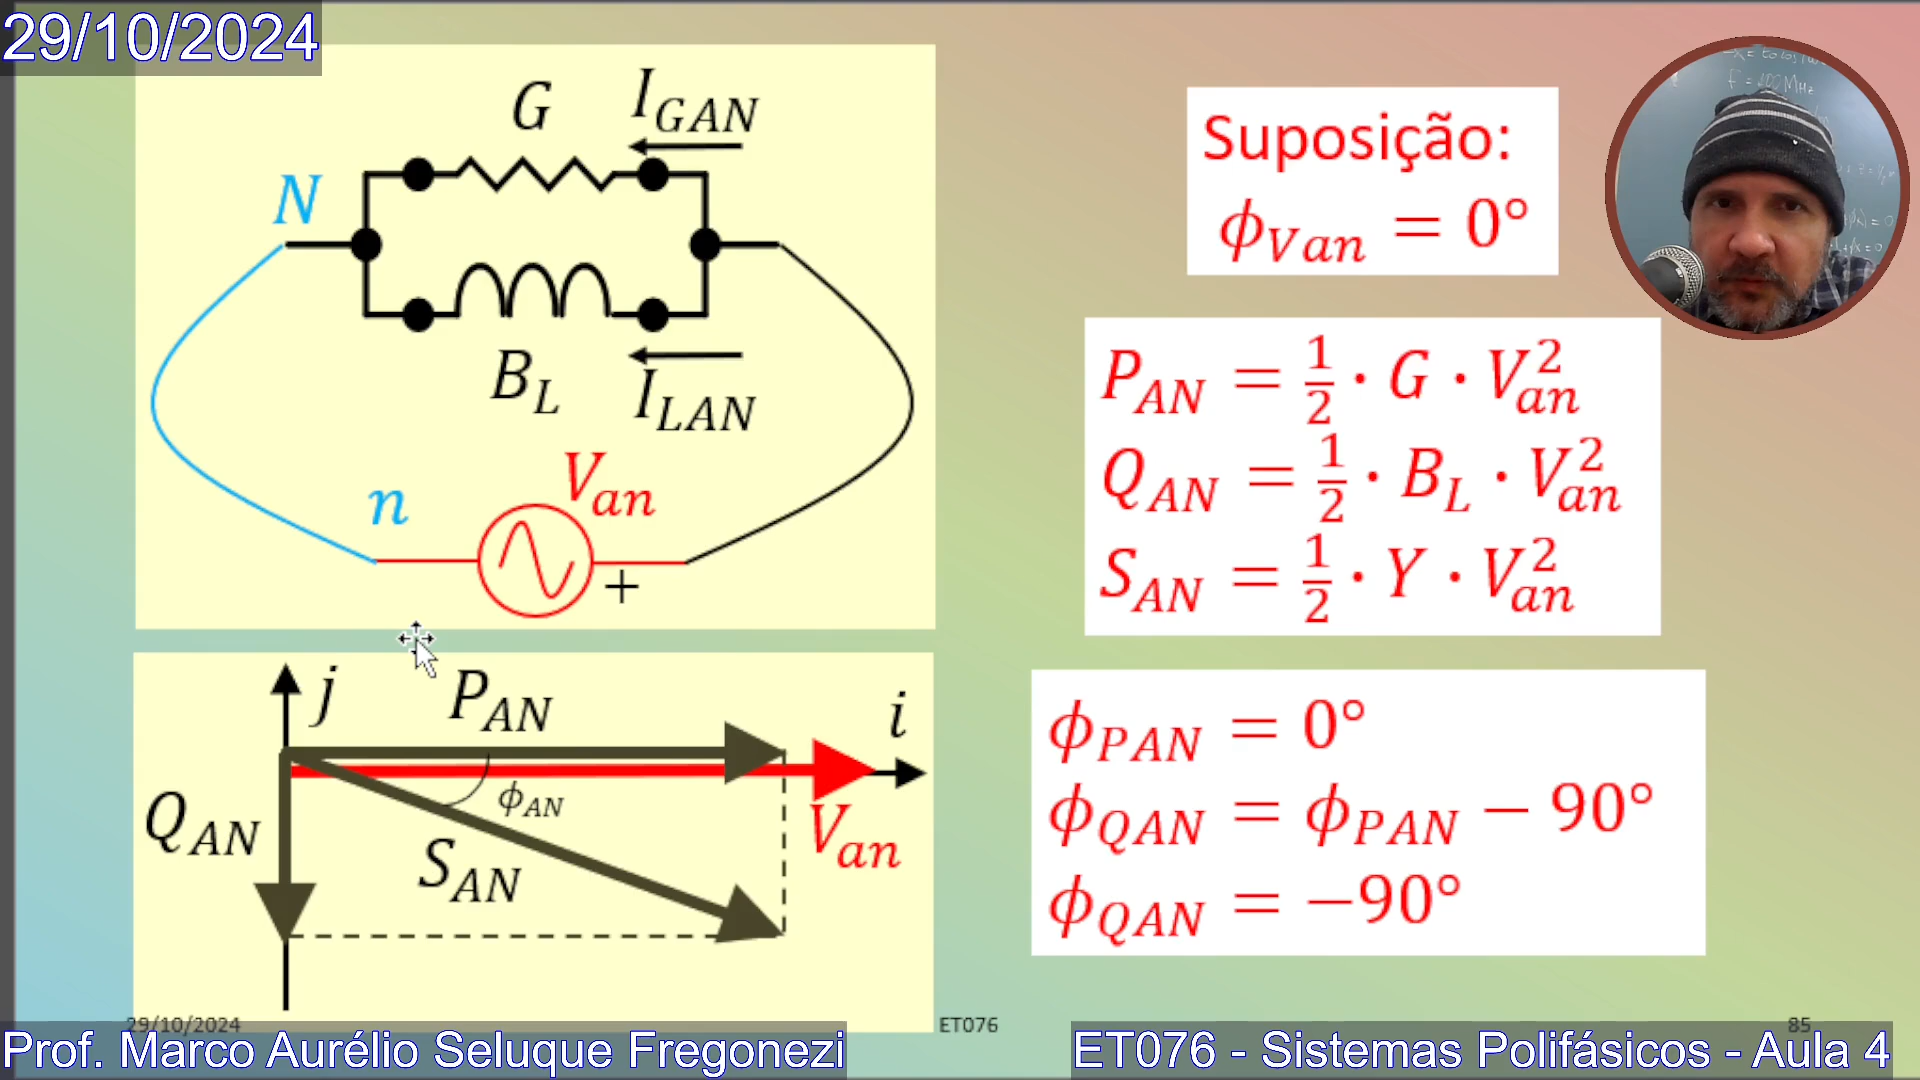 29/10/2024
G
I_GAN
N
B_L
I_LAN
V_an
n
+
Suposição:
ϕ_Van = 0°
P_AN = 1/2 · G · V_an^2
Q_AN = 1/2 · B_L · V_an^2
S_AN = 1/2 · Y · V_an^2
j
P_AN
i
Q_AN
ϕ_AN
S_AN
V_an
ϕ_PAN = 0°
ϕ_QAN = ϕ_PAN − 90°
ϕ_QAN = −90°
29/10/2024
ET076
85
Prof. Marco Aurélio Seluque Fregonezi
ET076 - Sistemas Polifásicos - Aula 4